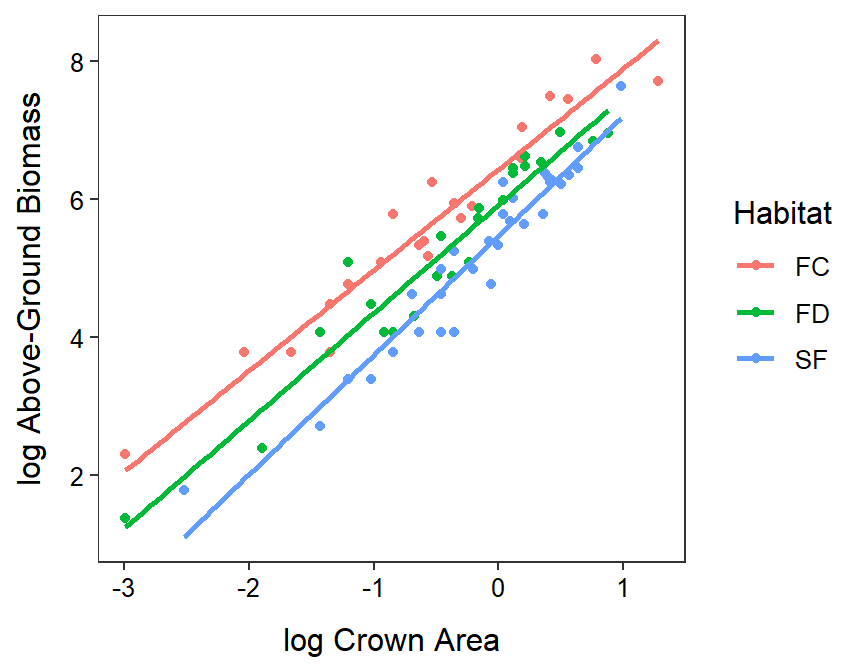 log Above-Ground Biomass
8
6
4
2
-3 -2 -1 0 1
log Crown Area
Habitat
FC
FD
SF